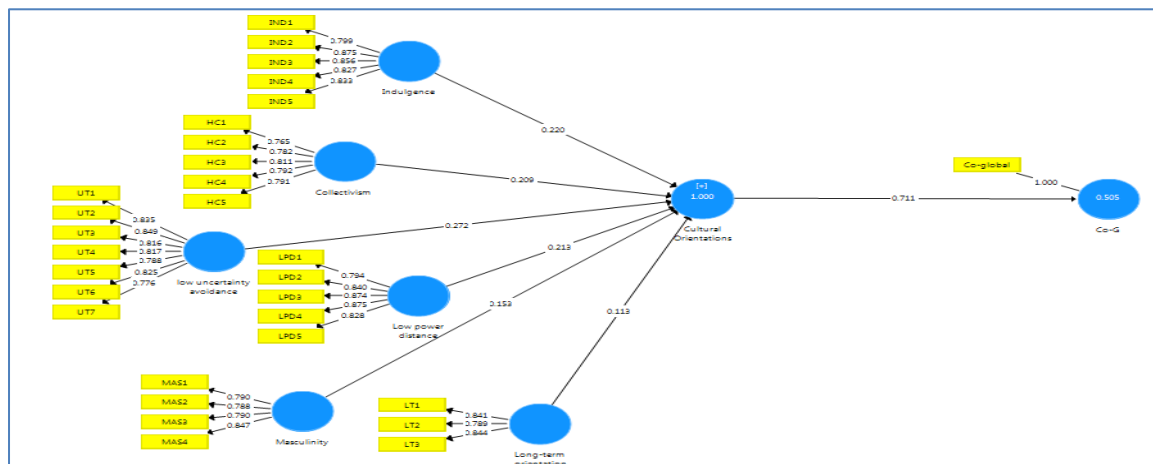 IND1
IND2
IND3
IND4
IND5
0.799
0.875
0.856
0.827
0.833
Indulgence
0.220
HC1
HC2
HC3
HC4
HC5
0.765
0.782
0.811
0.792
0.791
Collectivism
0.209
UT1
UT2
UT3
UT4
UT5
UT6
UT7
0.835
0.849
0.816
0.817
0.788
0.825
0.776
low uncertainty
avoidance
0.272
LPD1
LPD2
LPD3
LPD4
LPD5
0.794
0.840
0.874
0.875
0.828
Low power
distance
0.213
MAS1
MAS2
MAS3
MAS4
0.790
0.788
0.790
0.847
Masculinity
0.153
LT1
LT2
LT3
0.841
0.789
0.844
Long-term
orientation
0.113
[+]
1.000
Cultural
Orientations
0.711
Co-global
1.000
0.505
Co-G